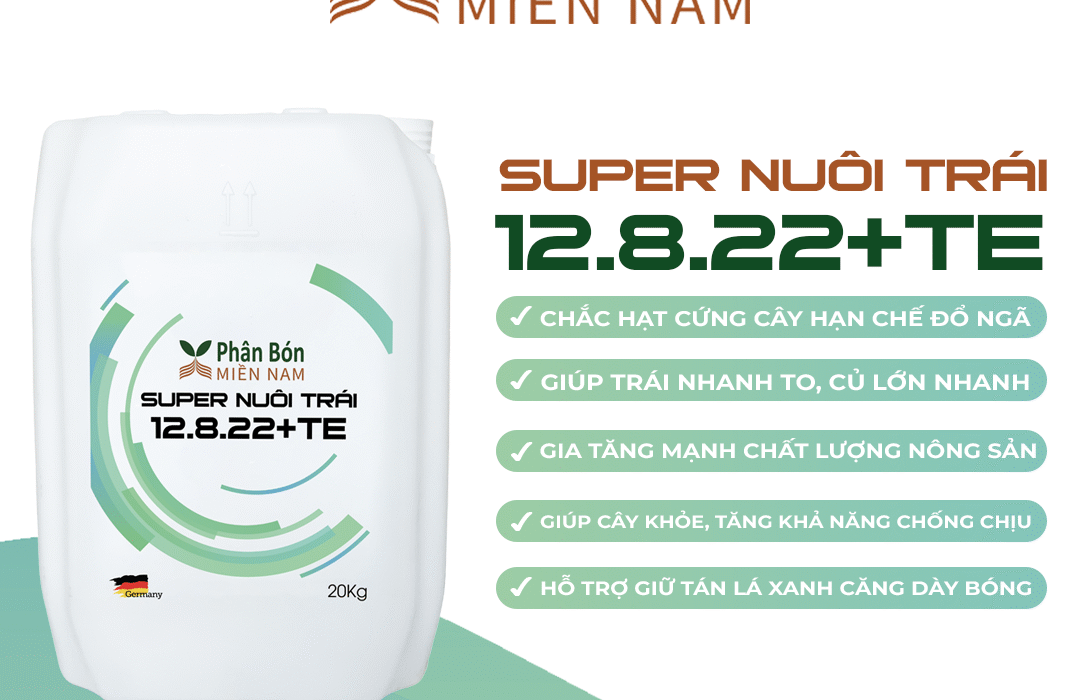 MIỀN NAM
SUPER NUÔI TRÁI
12.8.22+TE
CHẮC HẠT CỨNG CÂY HẠN CHẾ ĐỔ NGÃ
GIÚP TRÁI NHANH TO, CỦ LỚN NHANH
GIA TĂNG MẠNH CHẤT LƯỢNG NÔNG SẢN
GIÚP CÂY KHỎE, TĂNG KHẢ NĂNG CHỐNG CHỊU
HỖ TRỢ GIỮ TÁN LÁ XANH CĂNG DÀY BÓNG
Phân Bón
MIỀN NAM
SUPER NUÔI TRÁI
12.8.22+TE
Germany
20Kg